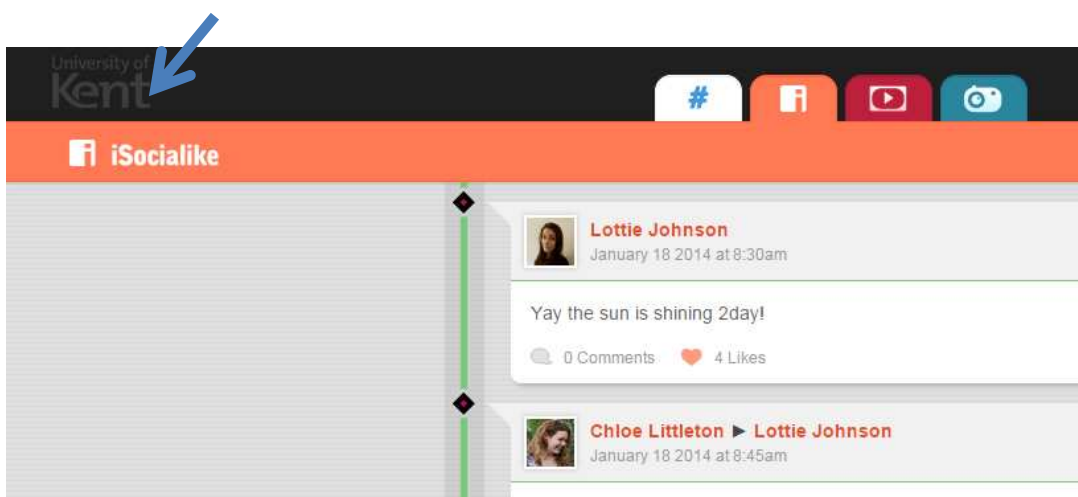 University of
Kent
#
iSocialike
Lottie Johnson
January 18 2014 at 8:30am
Yay the sun is shining 2day!
0 Comments 4 Likes
Chloe Littleton ► Lottie Johnson
January 18 2014 at 8:45am